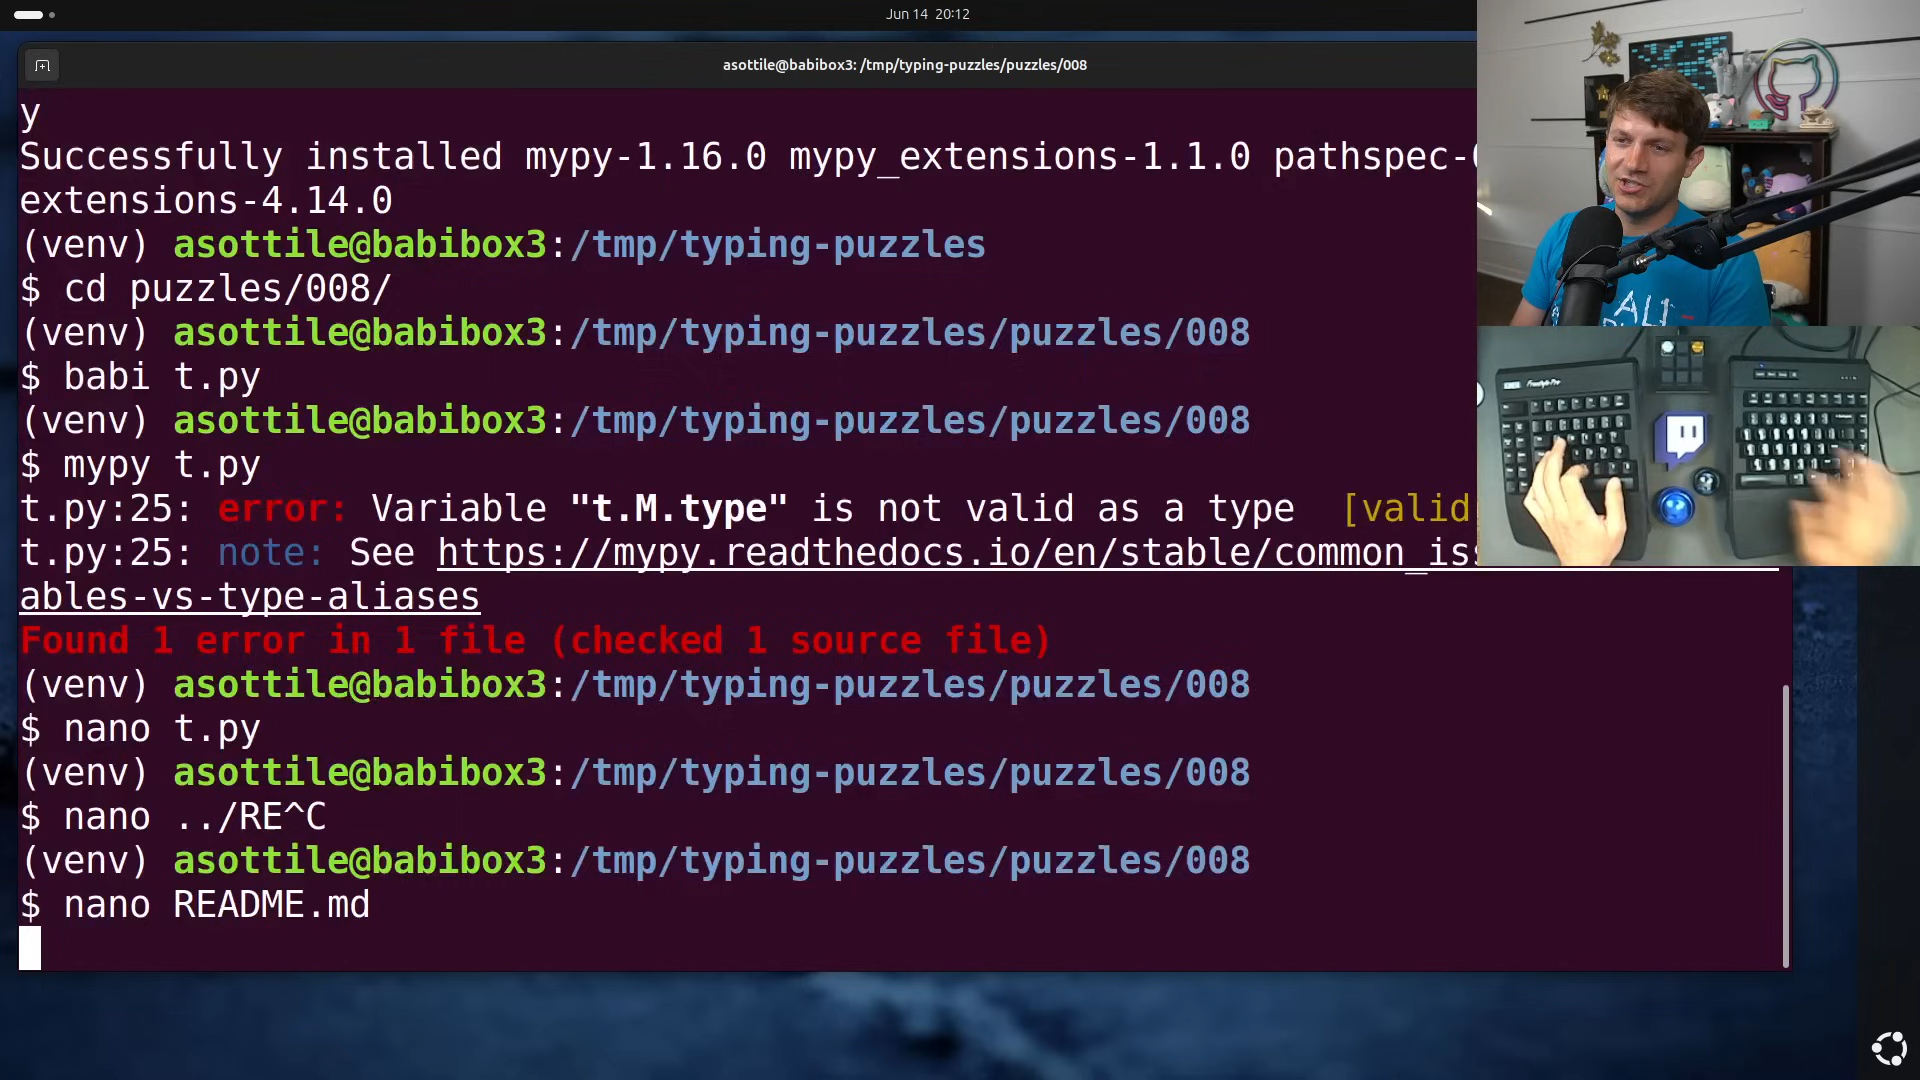 Jun 14 20:12
asottile@babibox3: /tmp/typing-puzzles/puzzles/008
y
Successfully installed mypy-1.16.0 mypy_extensions-1.1.0 pathspec-
extensions-4.14.0
(venv) asottile@babibox3:/tmp/typing-puzzles
$ cd puzzles/008/
(venv) asottile@babibox3:/tmp/typing-puzzles/puzzles/008
$ babi t.py
(venv) asottile@babibox3:/tmp/typing-puzzles/puzzles/008
$ mypy t.py
t.py:25: error: Variable "t.M.type" is not valid as a type [valid
t.py:25: note: See https://mypy.readthedocs.io/en/stable/common_iss
ables-vs-type-aliases
Found 1 error in 1 file (checked 1 source file)
(venv) asottile@babibox3:/tmp/typing-puzzles/puzzles/008
$ nano t.py
(venv) asottile@babibox3:/tmp/typing-puzzles/puzzles/008
$ nano ../RE^C
(venv) asottile@babibox3:/tmp/typing-puzzles/puzzles/008
$ nano README.md
ALL
Freestyle Pro